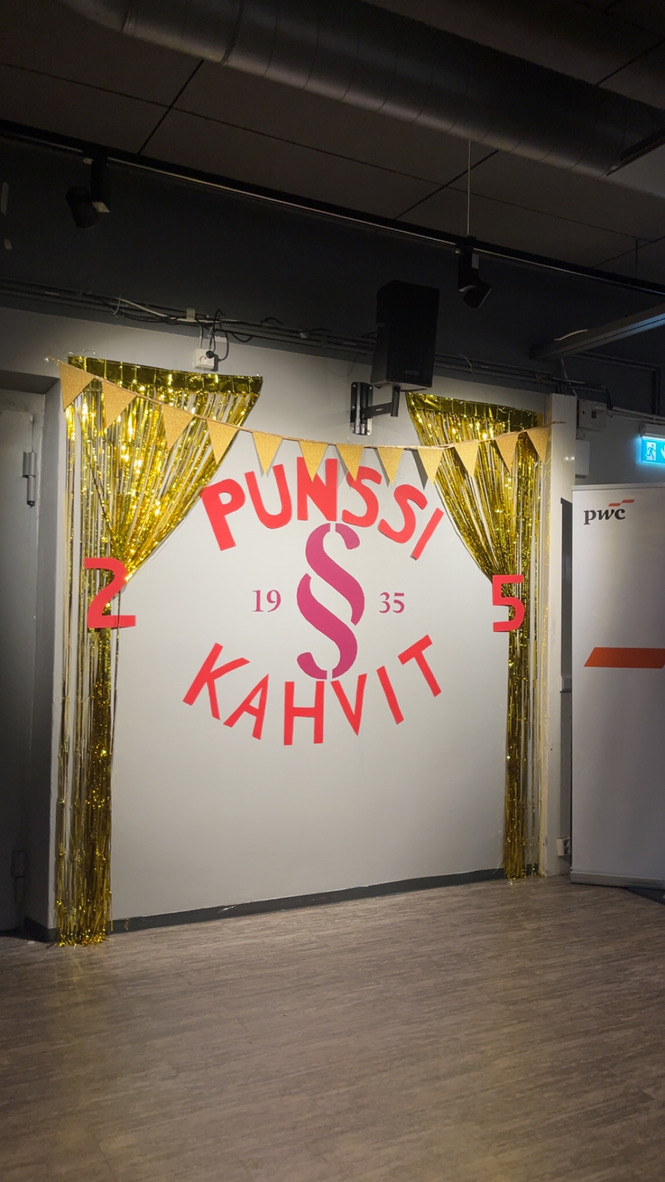 PUNSSI
2 5
19 § 35
KAHVIT
pwc